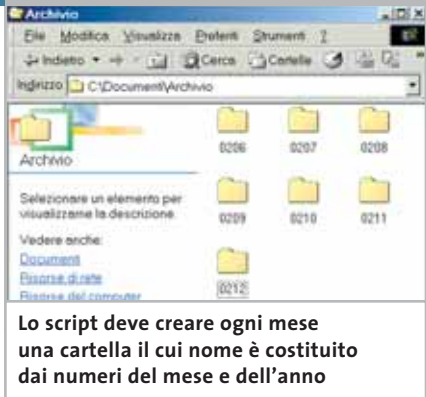 Archivio
File Modifica Visualizza Preferiti Strumenti ?
Indietro Cerca Cartelle
Indirizzo C:\Documenti\Archivio
0206 0207 0208
Archivio
Selezionare un elemento per
visualizzarne la descrizione.
0209 0210 0211
Vedere anche:
Documenti
Risorse di rete
Risorse del computer
0212
Lo script deve creare ogni mese
una cartella il cui nome è costituito
dai numeri del mese e dell'anno